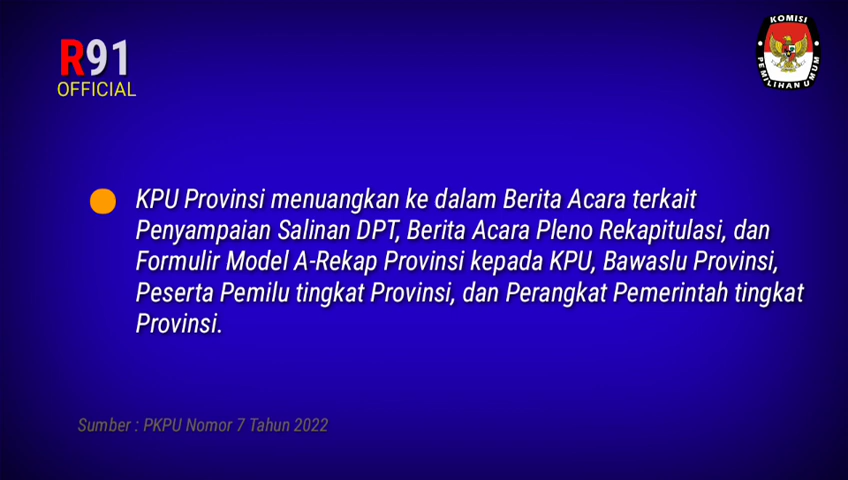 R91
OFFICIAL
KOMISI
PEMILIHAN UMUM
KPU Provinsi menuangkan ke dalam Berita Acara terkait
Penyampaian Salinan DPT, Berita Acara Pleno Rekapitulasi, dan
Formulir Model A-Rekap Provinsi kepada KPU, Bawaslu Provinsi,
Peserta Pemilu tingkat Provinsi, dan Perangkat Pemerintah tingkat
Provinsi.
Sumber : PKPU Nomor 7 Tahun 2022